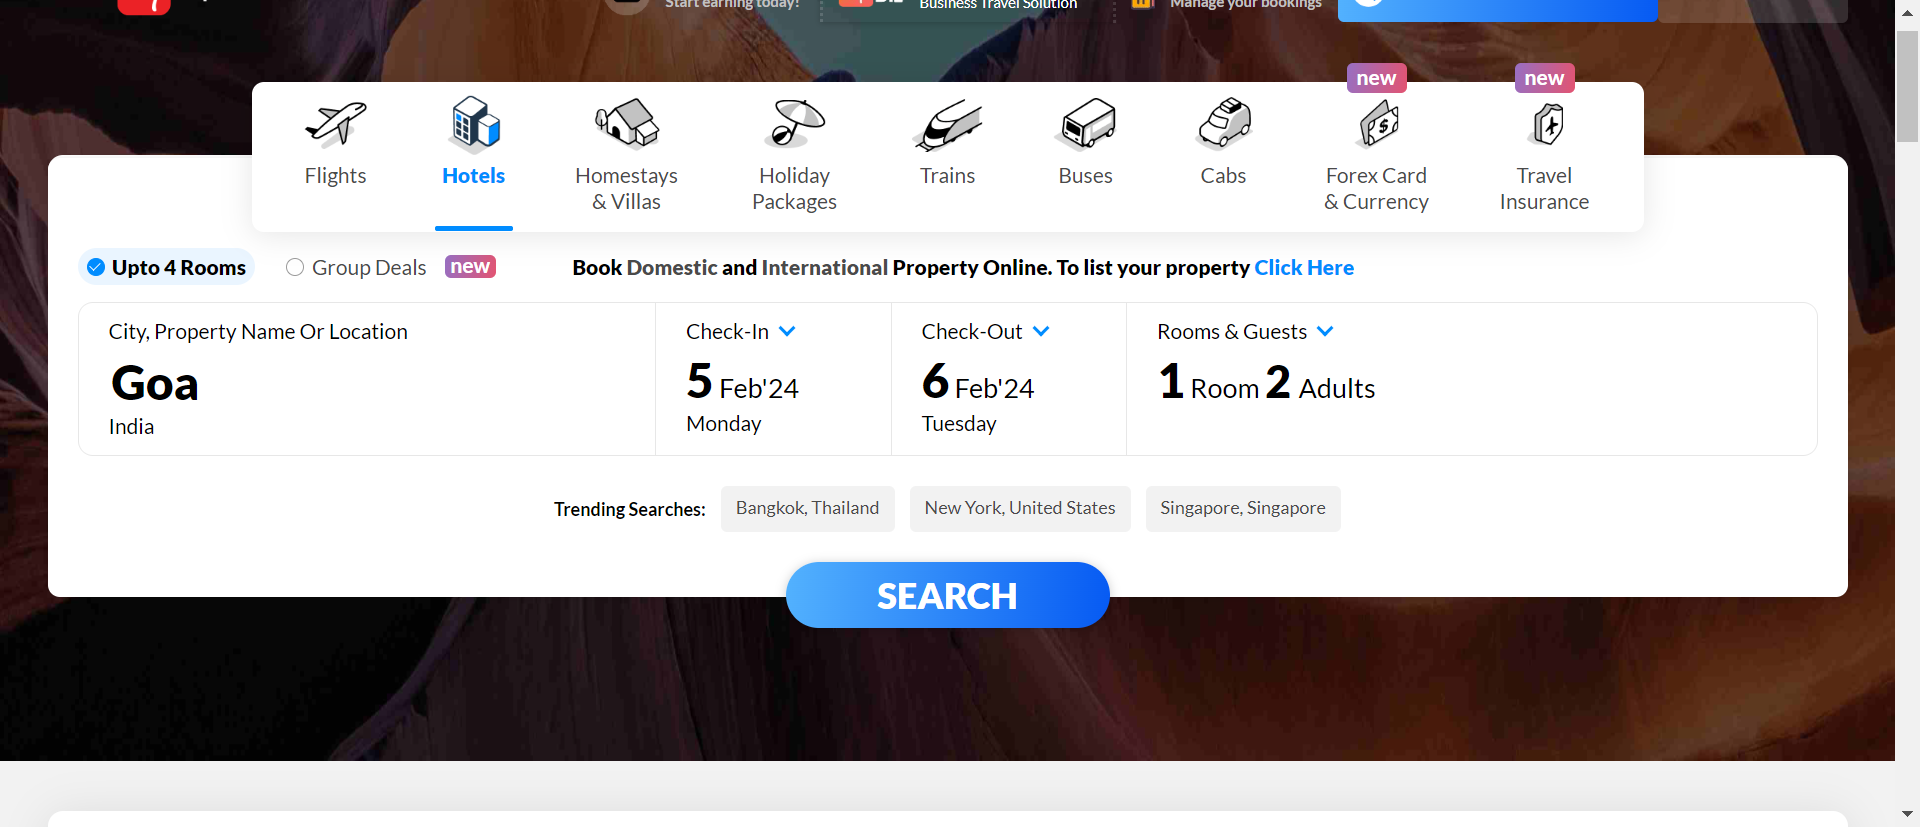 Start earning today!
Business Travel Solution
Manage your bookings
new
new
Flights
Hotels
Homestays
& Villas
Holiday
Packages
Trains
Buses
Cabs
Forex Card
& Currency
Travel
Insurance
Upto 4 Rooms
Group Deals
new
Book Domestic and International Property Online. To list your property Click Here
City, Property Name Or Location
Goa
India
Check-In
5 Feb'24
Monday
Check-Out
6 Feb'24
Tuesday
Rooms & Guests
1 Room 2 Adults
Trending Searches:
Bangkok, Thailand
New York, United States
Singapore, Singapore
SEARCH